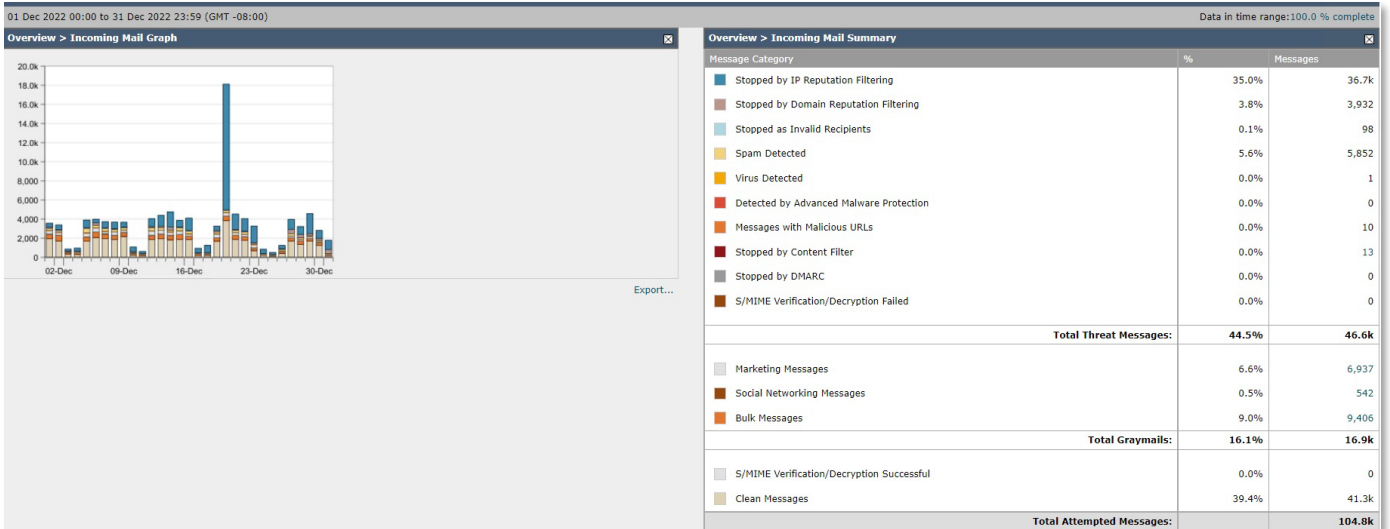 01 Dec 2022 00:00 to 31 Dec 2022 23:59 (GMT -08:00) Data in time range:100.0 % complete
Overview > Incoming Mail Graph
20.0k
18.0k
16.0k
14.0k
12.0k
10.0k
8,000
6,000
4,000
2,000
0
02-Dec 09-Dec 16-Dec 23-Dec 30-Dec
Export...
Overview > Incoming Mail Summary
Message Category % Messages
Stopped by IP Reputation Filtering 35.0% 36.7k
Stopped by Domain Reputation Filtering 3.8% 3,932
Stopped as Invalid Recipients 0.1% 98
Spam Detected 5.6% 5,852
Virus Detected 0.0% 1
Detected by Advanced Malware Protection 0.0% 0
Messages with Malicious URLs 0.0% 10
Stopped by Content Filter 0.0% 13
Stopped by DMARC 0.0% 0
S/MIME Verification/Decryption Failed 0.0% 0
Total Threat Messages: 44.5% 46.6k
Marketing Messages 6.6% 6,937
Social Networking Messages 0.5% 542
Bulk Messages 9.0% 9,406
Total Graymails: 16.1% 16.9k
S/MIME Verification/Decryption Successful 0.0% 0
Clean Messages 39.4% 41.3k
Total Attempted Messages: 104.8k